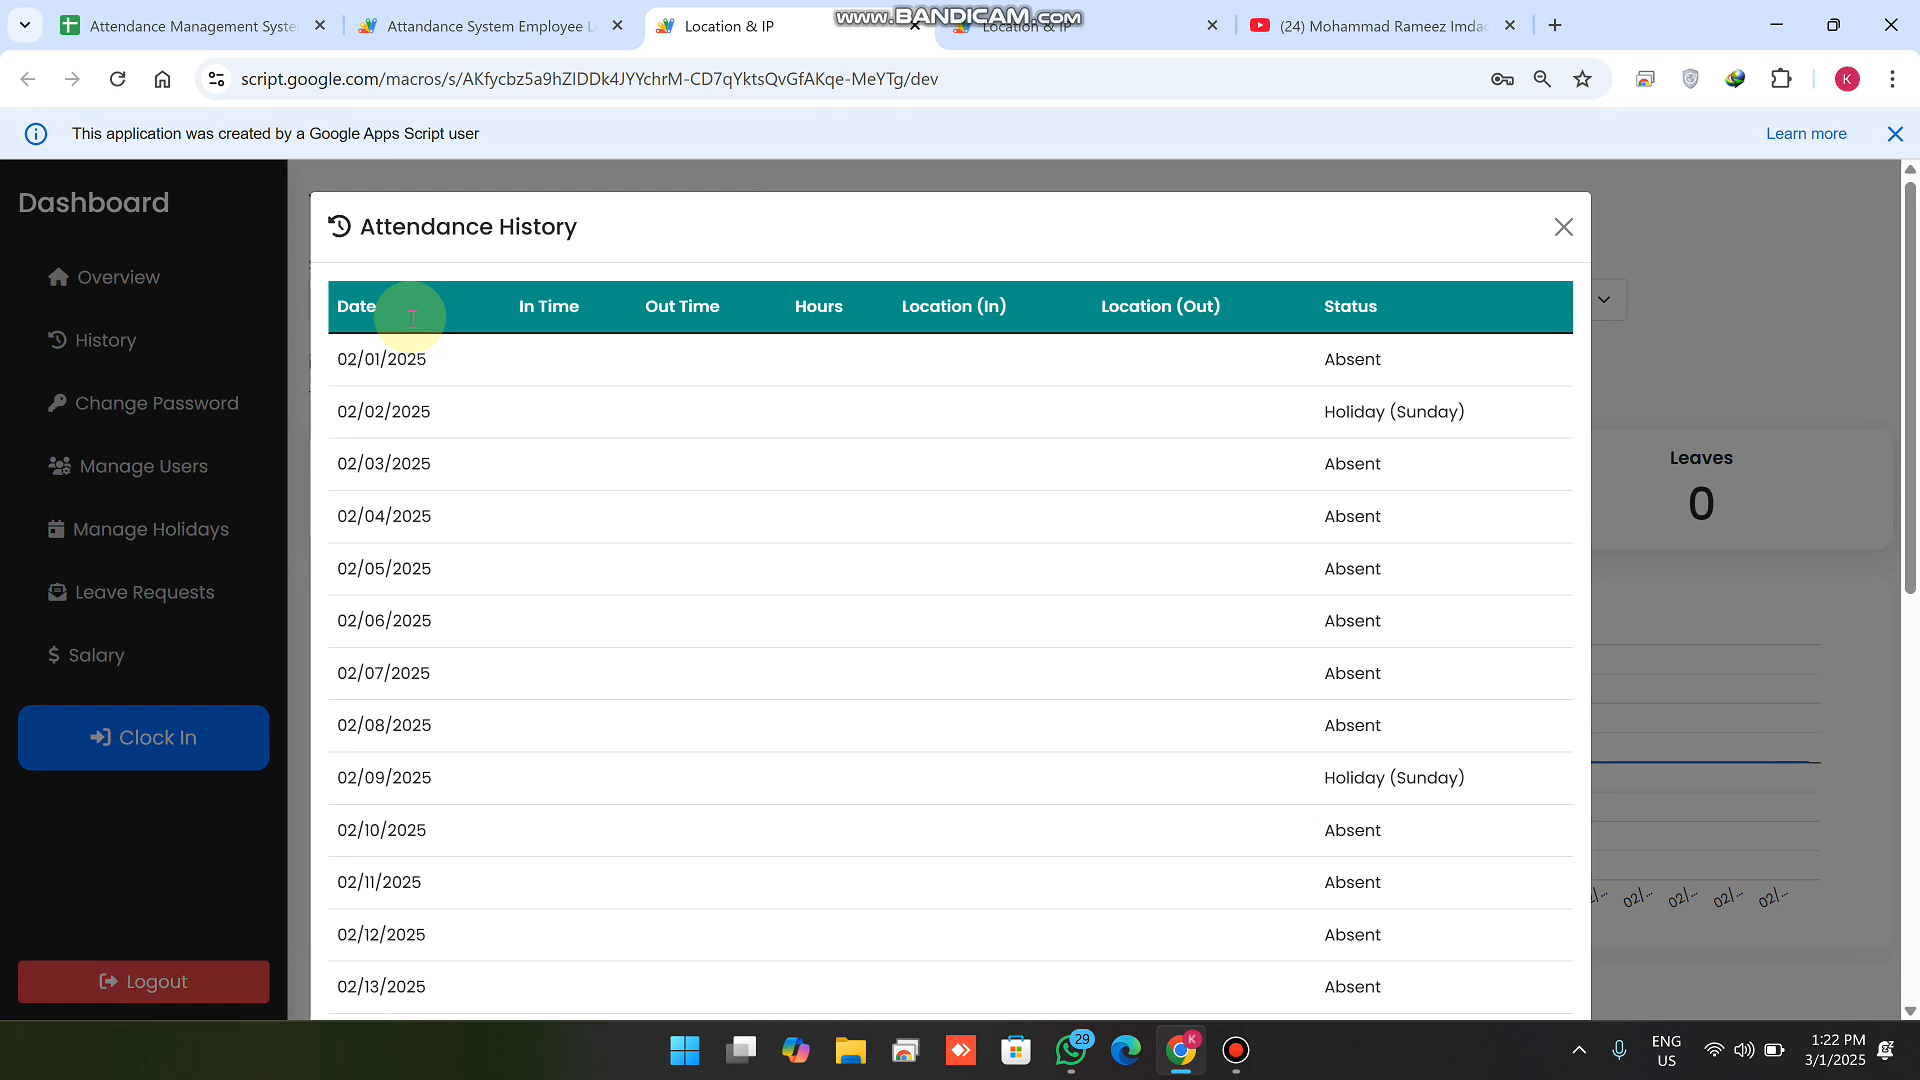 www.BANDICAM.com
Attendance Management Syste
Attandance System Employee L
Location & IP
Location & IP
(24) Mohammad Rameez Imdad
script.google.com/macros/s/AKfycbz5a9hZIDDk4JYYchrM-CD7qYktsQvGfAKqe-MeYTg/dev
K
This application was created by a Google Apps Script user
Learn more
Dashboard
Overview
History
Change Password
Manage Users
Manage Holidays
Leave Requests
$ Salary
Clock In
Logout
Attendance History
Date In Time Out Time Hours Location (In) Location (Out) Status
02/01/2025 Absent
02/02/2025 Holiday (Sunday)
02/03/2025 Absent
02/04/2025 Absent
02/05/2025 Absent
02/06/2025 Absent
02/07/2025 Absent
02/08/2025 Absent
02/09/2025 Holiday (Sunday)
02/10/2025 Absent
02/11/2025 Absent
02/12/2025 Absent
02/13/2025 Absent
Leaves
0
02/... 02/... 02/... 02/...
29
K
ENG
US
1:22 PM
3/1/2025